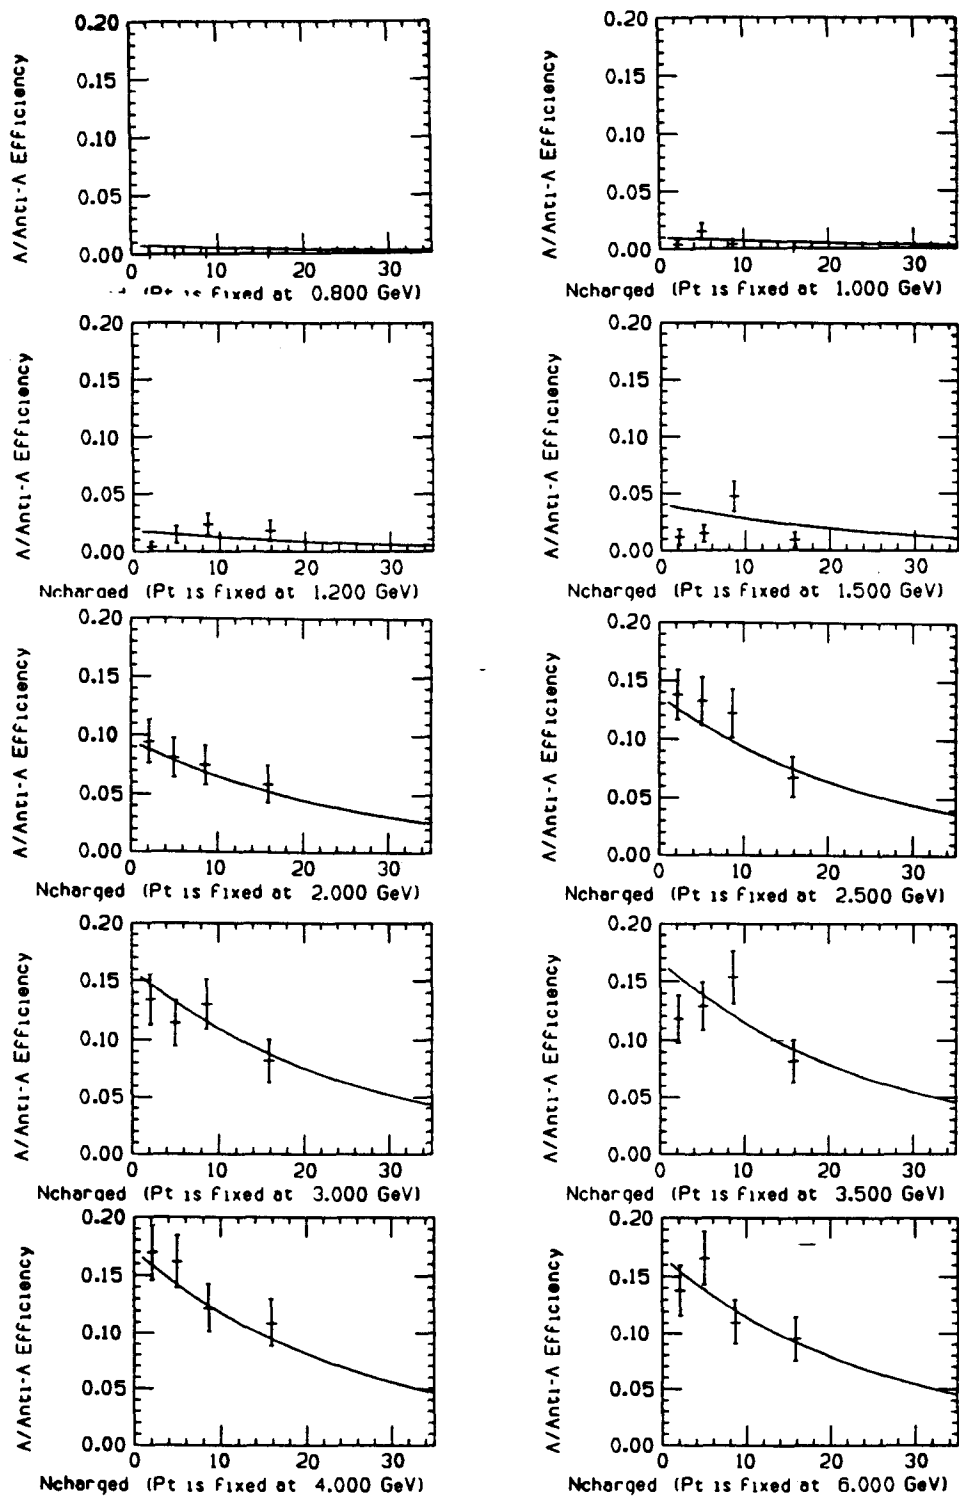 0.20
0.15
0.10
0.05
0.00
Λ/Anti-Λ Efficiency
0 10 20 30
(Pt is fixed at 0.800 GeV)
0.20
0.15
0.10
0.05
0.00
Λ/Anti-Λ Efficiency
0 10 20 30
Ncharged (Pt is fixed at 1.000 GeV)
0.20
0.15
0.10
0.05
0.00
Λ/Anti-Λ Efficiency
0 10 20 30
Ncharged (Pt is fixed at 1.200 GeV)
0.20
0.15
0.10
0.05
0.00
Λ/Anti-Λ Efficiency
0 10 20 30
Ncharged (Pt is fixed at 1.500 GeV)
0.20
0.15
0.10
0.05
0.00
Λ/Anti-Λ Efficiency
0 10 20 30
Ncharged (Pt is fixed at 2.000 GeV)
0.20
0.15
0.10
0.05
0.00
Λ/Anti-Λ Efficiency
0 10 20 30
Ncharged (Pt is fixed at 2.500 GeV)
0.20
0.15
0.10
0.05
0.00
Λ/Anti-Λ Efficiency
0 10 20 30
Ncharged (Pt is fixed at 3.000 GeV)
0.20
0.15
0.10
0.05
0.00
Λ/Anti-Λ Efficiency
0 10 20 30
Ncharged (Pt is fixed at 3.500 GeV)
0.20
0.15
0.10
0.05
0.00
Λ/Anti-Λ Efficiency
0 10 20 30
Ncharged (Pt is fixed at 4.000 GeV)
0.20
0.15
0.10
0.05
0.00
Λ/Anti-Λ Efficiency
0 10 20 30
Ncharged (Pt is fixed at 6.000 GeV)